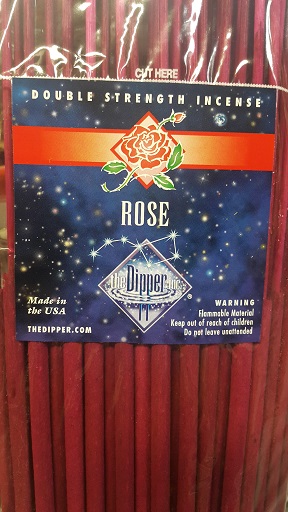 CUT HERE
DOUBLE STRENGTH INCENSE
ROSE
the Dipper, inc.
®
Made in
the USA
THEDIPPER.COM
WARNING
Flammable Material
Keep out of reach of children
Do not leave unattended